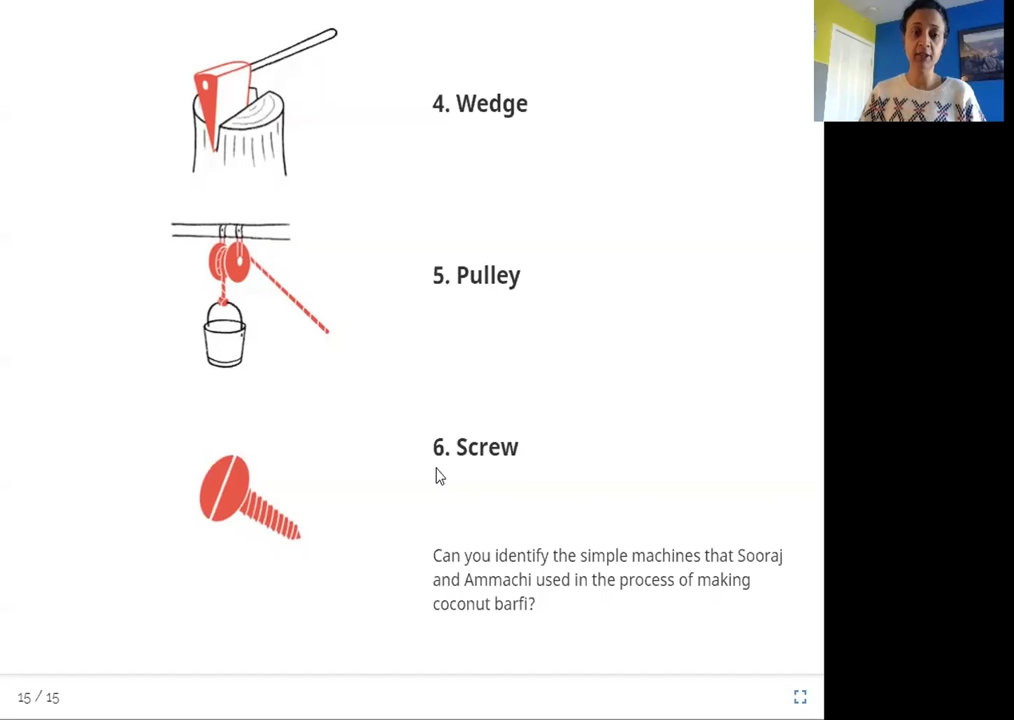 4. Wedge
5. Pulley
6. Screw
Can you identify the simple machines that Sooraj
and Ammachi used in the process of making
coconut barfi?
15 / 15